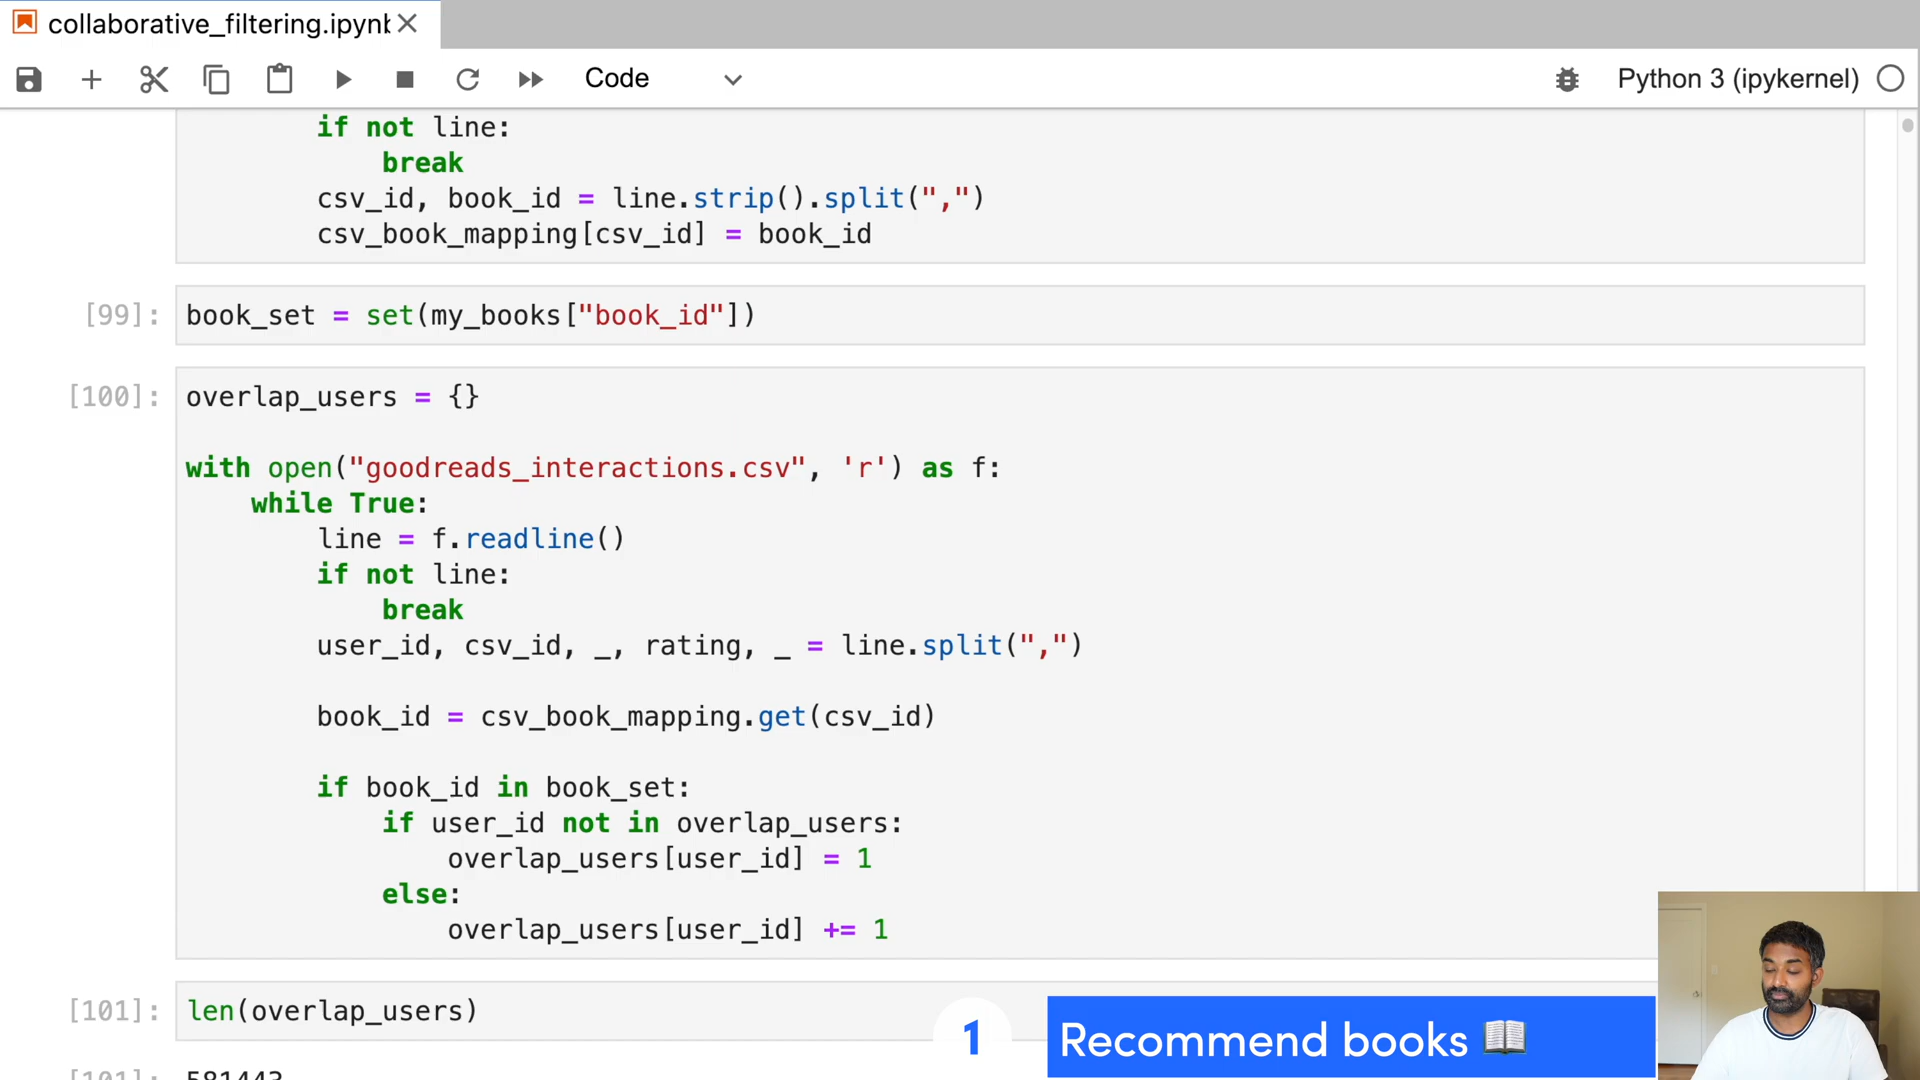 collaborative_filtering.ipynb
Code
Python 3 (ipykernel)
if not line:
break
csv_id, book_id = line.strip().split(",")
csv_book_mapping[csv_id] = book_id
[99]: book_set = set(my_books["book_id"])
[100]: overlap_users = {}
with open("goodreads_interactions.csv", 'r') as f:
while True:
line = f.readline()
if not line:
break
user_id, csv_id, _, rating, _ = line.split(",")
book_id = csv_book_mapping.get(csv_id)
if book_id in book_set:
if user_id not in overlap_users:
overlap_users[user_id] = 1
else:
overlap_users[user_id] += 1
[101]: len(overlap_users)
1 Recommend books
[101]: 581443